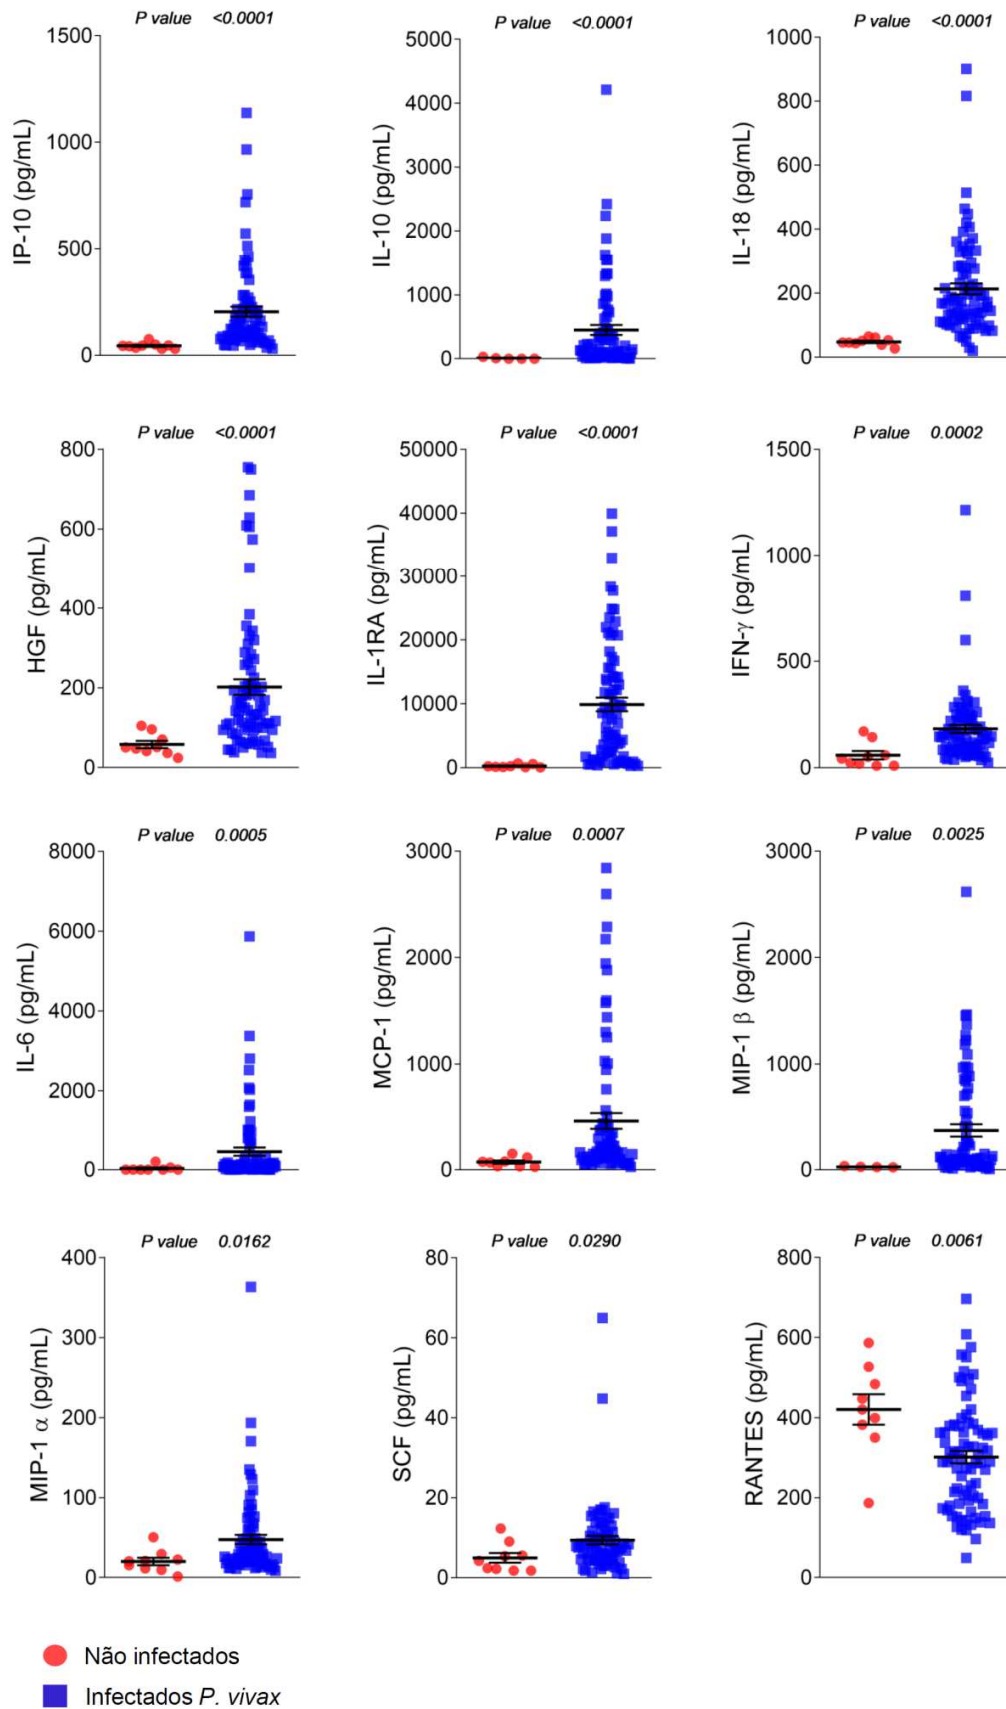 P value <0.0001
1500
1000
500
0
IP-10 (pg/mL)
P value <0.0001
5000
4000
3000
2000
1000
0
IL-10 (pg/mL)
P value <0.0001
1000
800
600
400
200
0
IL-18 (pg/mL)
P value <0.0001
800
600
400
200
0
HGF (pg/mL)
P value <0.0001
50000
40000
30000
20000
10000
0
IL-1RA (pg/mL)
P value 0.0002
1500
1000
500
0
IFN-γ (pg/mL)
P value 0.0005
8000
6000
4000
2000
0
IL-6 (pg/mL)
P value 0.0007
3000
2000
1000
0
MCP-1 (pg/mL)
P value 0.0025
3000
2000
1000
0
MIP-1 β (pg/mL)
P value 0.0162
400
300
200
100
0
MIP-1 α (pg/mL)
P value 0.0290
80
60
40
20
0
SCF (pg/mL)
P value 0.0061
800
600
400
200
0
RANTES (pg/mL)
Não infectados
Infectados P. vivax